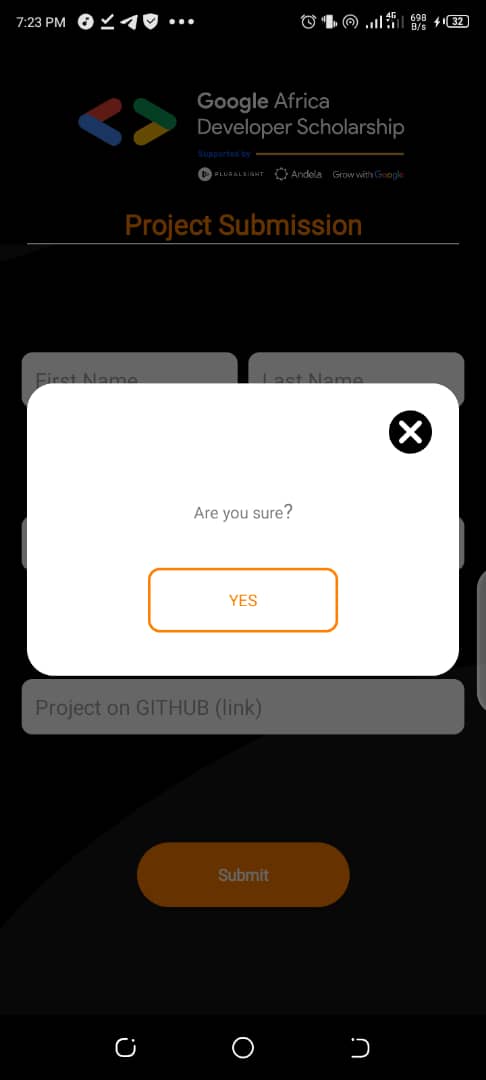 7:23 PM 4G 698 B/s 32
Google Africa
Developer Scholarship
Supported by
PLURALSIGHT Andela Grow with Google
Project Submission
First Name Last Name
Are you sure?
YES
Project on GITHUB (link)
Submit